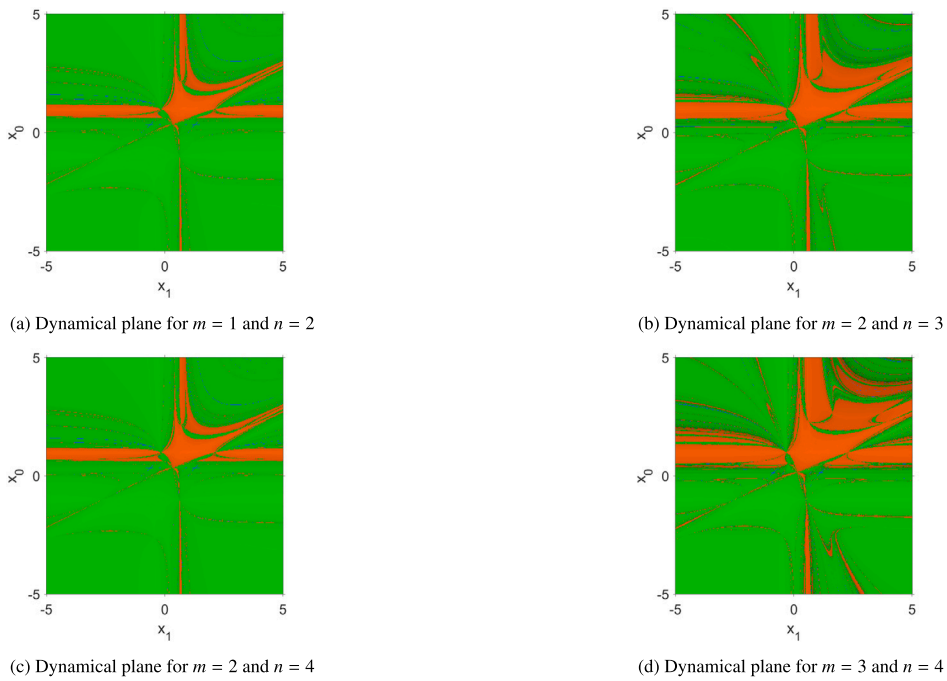 5
x0
0
-5
-5 0 5
x1
(a) Dynamical plane for m = 1 and n = 2
5
x0
0
-5
-5 0 5
x1
(b) Dynamical plane for m = 2 and n = 3
5
x0
0
-5
-5 0 5
x1
(c) Dynamical plane for m = 2 and n = 4
5
x0
0
-5
-5 0 5
x1
(d) Dynamical plane for m = 3 and n = 4